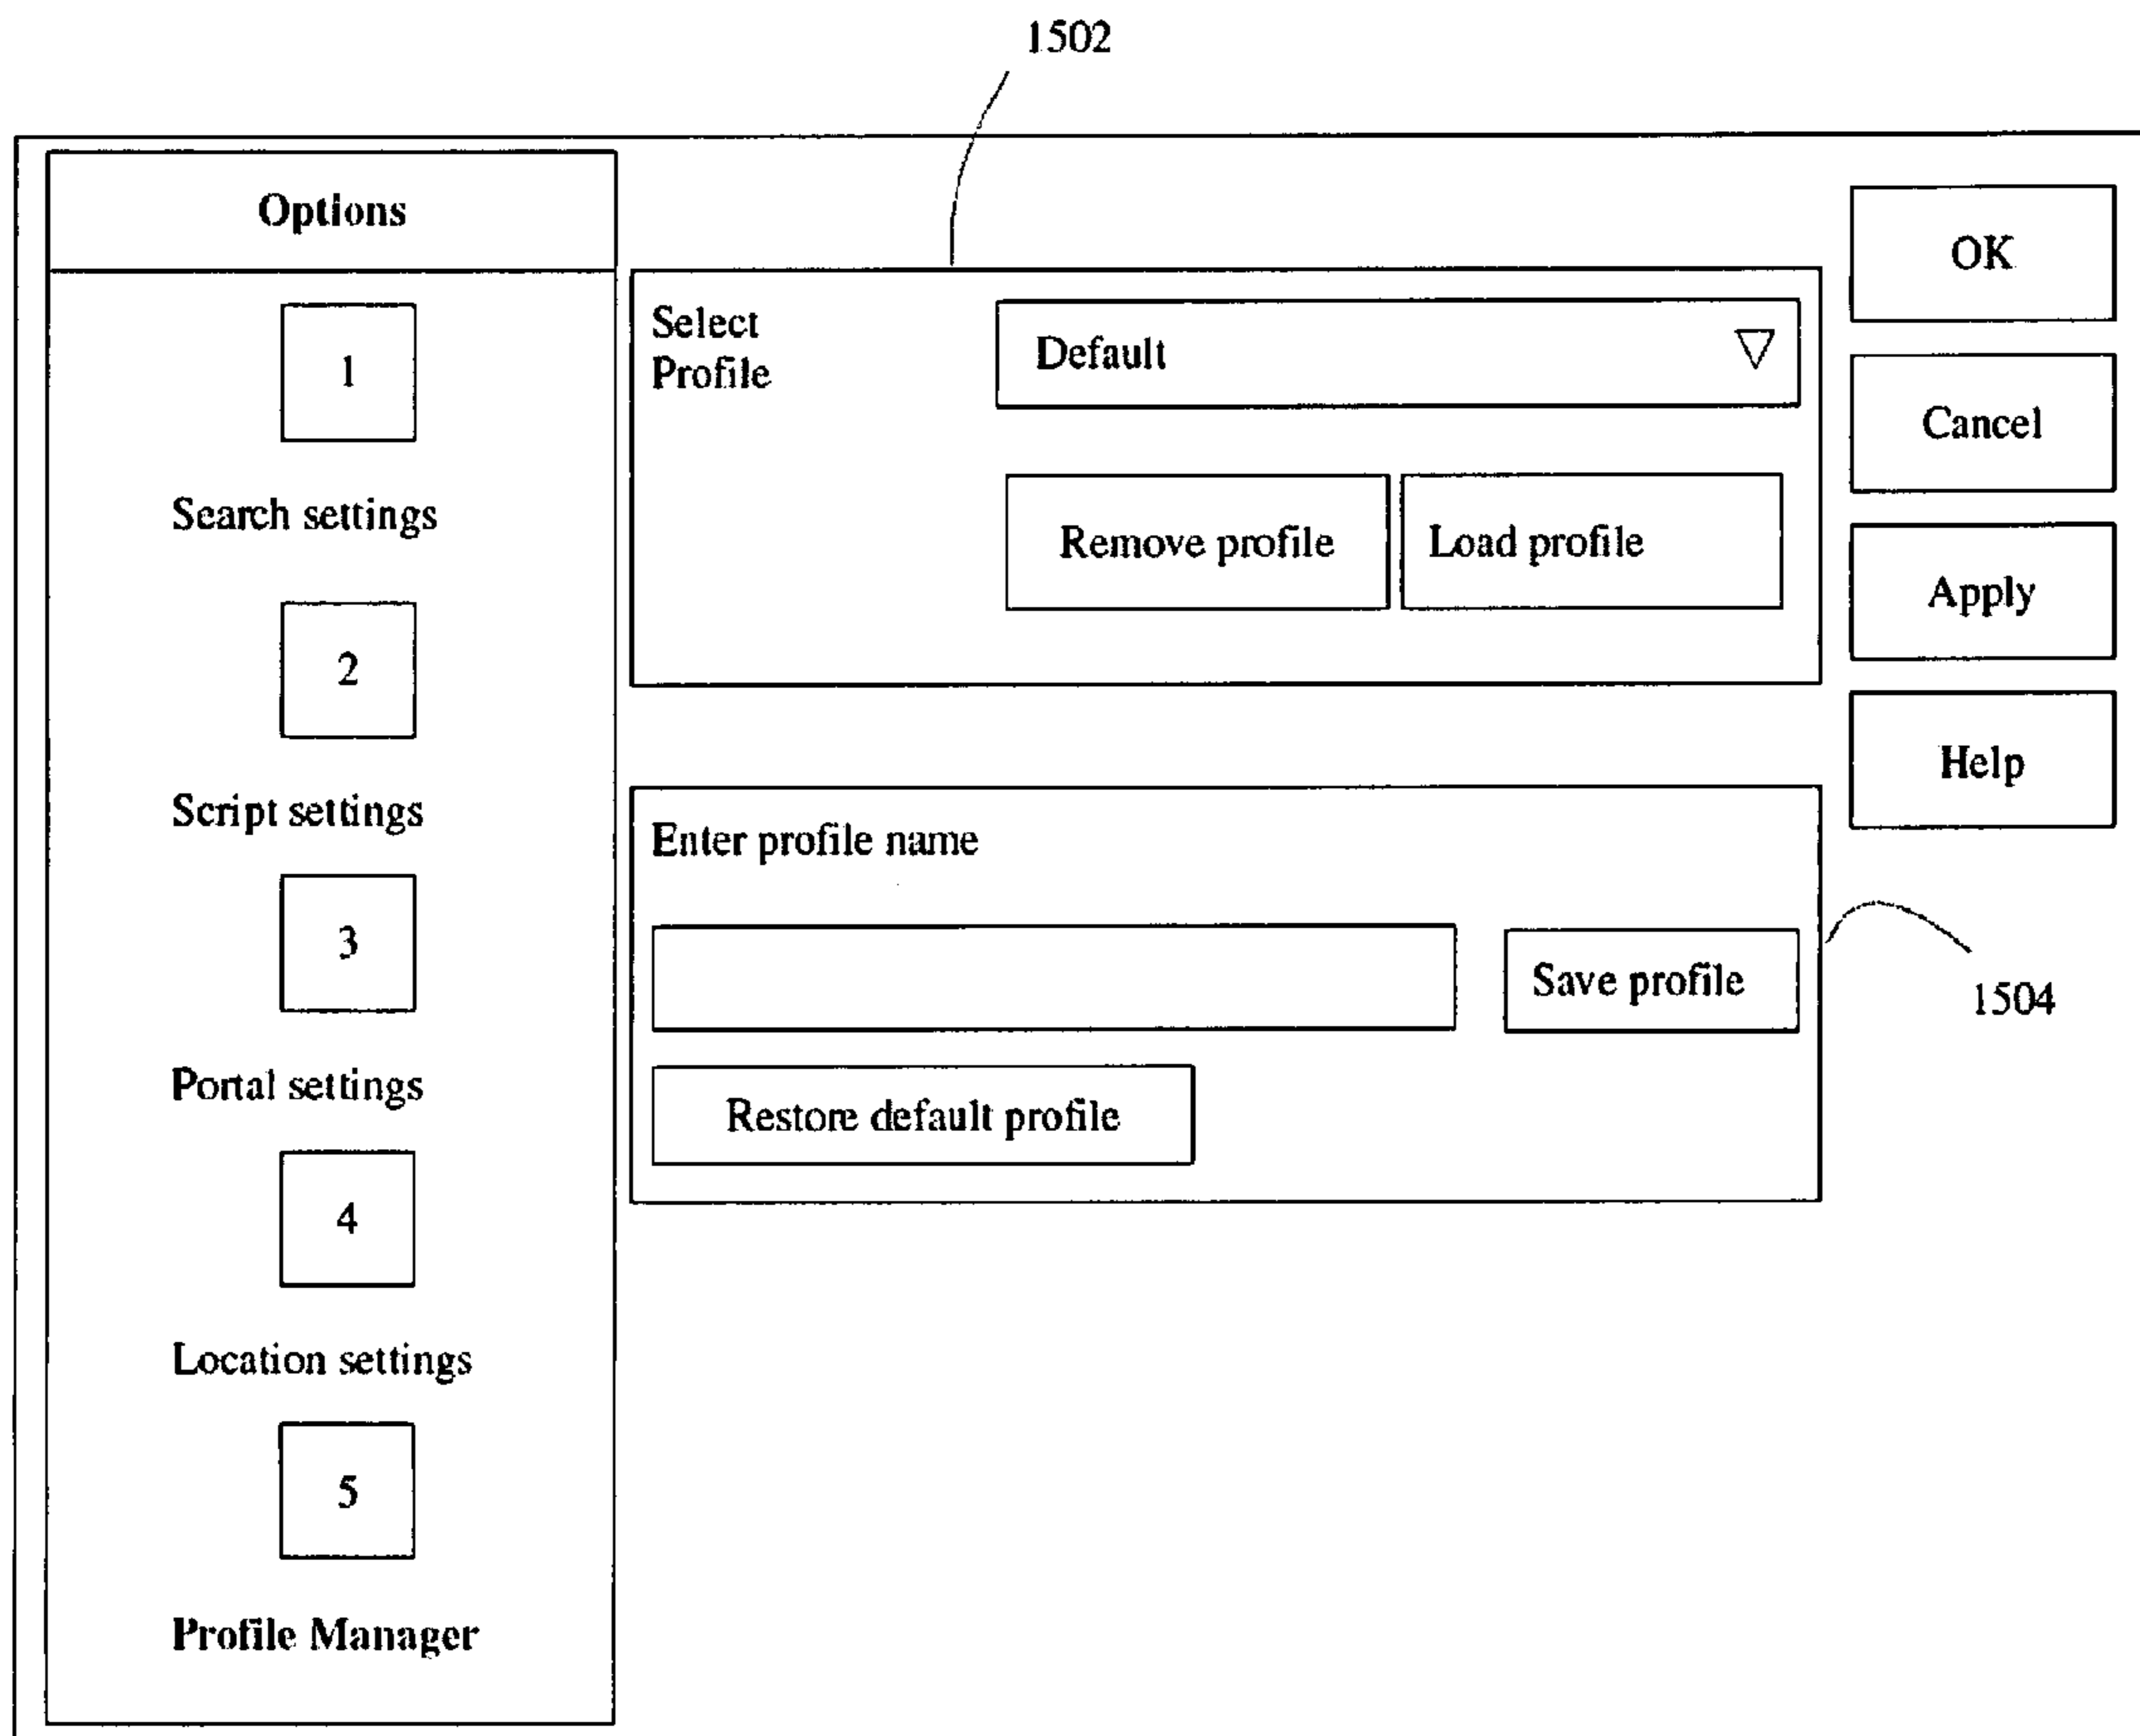 1502
Options
1
Search settings
2
Script settings
3
Portal settings
4
Location settings
5
Profile Manager
Select
Profile
Default
Remove profile
Load profile
Enter profile name
Save profile
Restore default profile
OK
Cancel
Apply
Help
1504